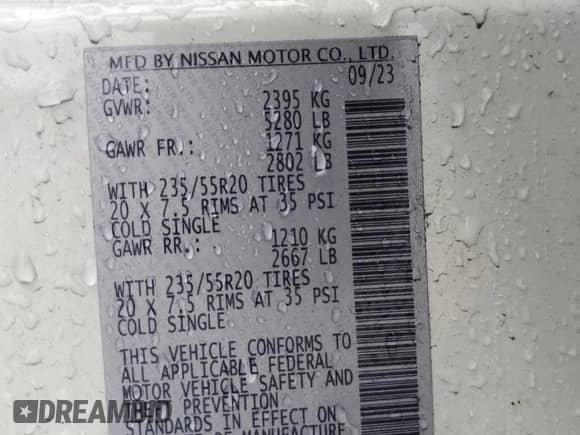 MFD BY NISSAN MOTOR CO., LTD.
DATE: 09/23
GVWR: 2395 KG
5280 LB
GAWR FR.: 1271 KG
2802 LB
WITH 235/55R20 TIRES
20 X 7.5 RIMS AT 35 PSI
COLD SINGLE
GAWR RR.: 1210 KG
2667 LB
WITH 235/55R20 TIRES
20 X 7.5 RIMS AT 35 PSI
COLD SINGLE
THIS VEHICLE CONFORMS TO
ALL APPLICABLE FEDERAL
MOTOR VEHICLE SAFETY AND
THEFT PREVENTION
STANDARDS IN EFFECT ON
OF MANUFACTURE
DREAMBID